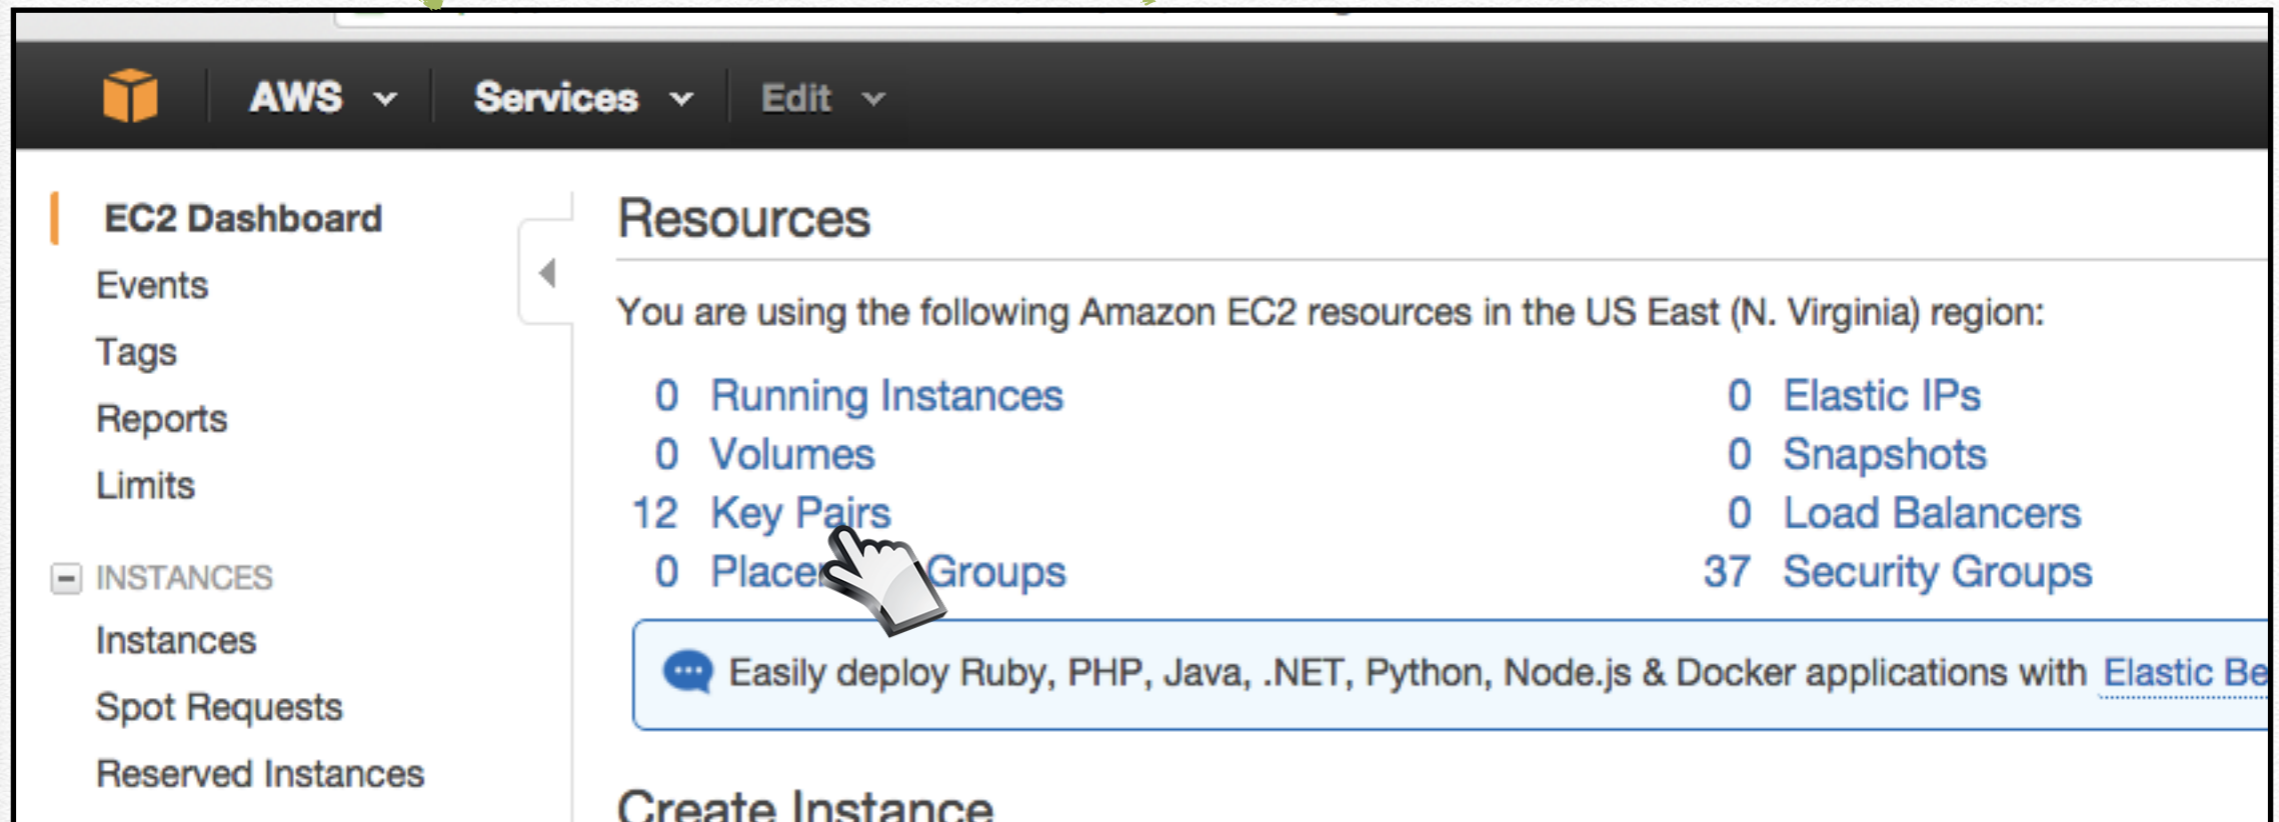 AWS Services Edit
EC2 Dashboard
Events
Tags
Reports
Limits
INSTANCES
Instances
Spot Requests
Reserved Instances
Resources
You are using the following Amazon EC2 resources in the US East (N. Virginia) region:
0 Running Instances
0 Volumes
12 Key Pairs
0 Groups
0 Elastic IPs
0 Snapshots
0 Load Balancers
37 Security Groups
Easily deploy Ruby, PHP, Java, .NET, Python, Node.js & Docker applications with Elastic Be
Create Instance